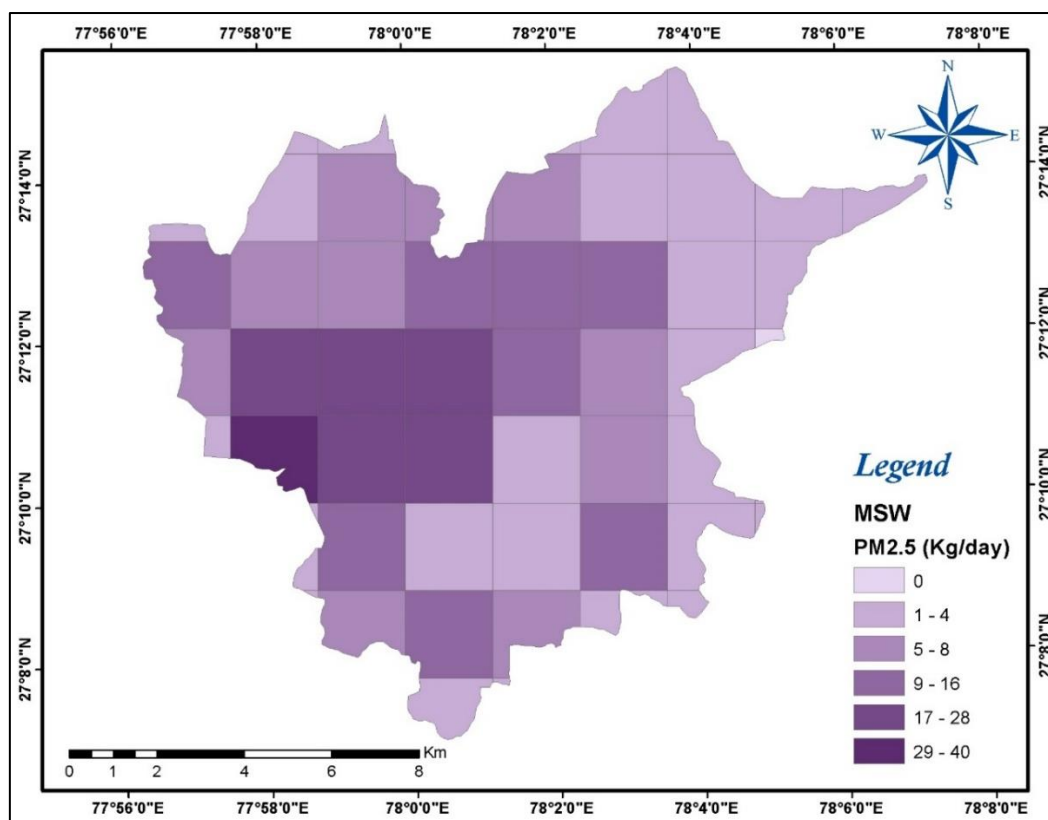 77°56'0"E 77°58'0"E 78°0'0"E 78°2'0"E 78°4'0"E 78°6'0"E 78°8'0"E
N
W E
S
27°14'0"N 27°14'0"N
27°12'0"N 27°12'0"N
27°10'0"N 27°10'0"N
27°8'0"N 27°8'0"N
Legend
MSW
PM2.5 (Kg/day)
0
1 - 4
5 - 8
9 - 16
17 - 28
29 - 40
Km
0 1 2 4 6 8
77°56'0"E 77°58'0"E 78°0'0"E 78°2'0"E 78°4'0"E 78°6'0"E 78°8'0"E